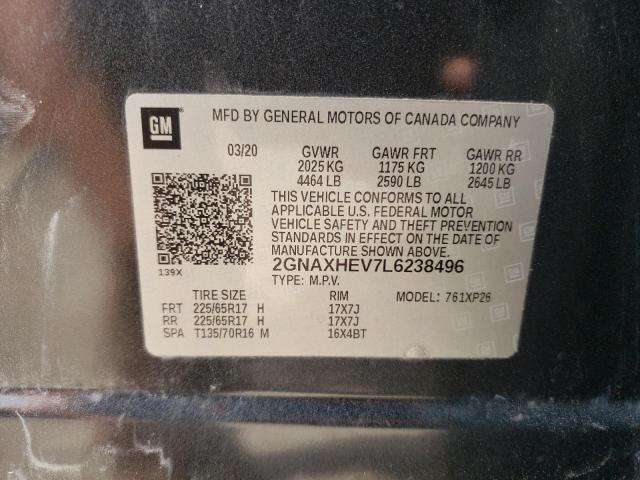 GM MFD BY GENERAL MOTORS OF CANADA COMPANY
03/20 GVWR GAWR FRT GAWR RR
2025 KG 1175 KG 1200 KG
4464 LB 2590 LB 2645 LB
THIS VEHICLE CONFORMS TO ALL
APPLICABLE U.S. FEDERAL MOTOR
VEHICLE SAFETY AND THEFT PREVENTION
STANDARDS IN EFFECT ON THE DATE OF
MANUFACTURE SHOWN ABOVE.
139X 2GNAXHEV7L6238496
TYPE: M.P.V.
TIRE SIZE RIM MODEL: 761XP26
FRT 225/65R17 H 17X7J
RR 225/65R17 H 17X7J
SPA T135/70R16 M 16X4BT